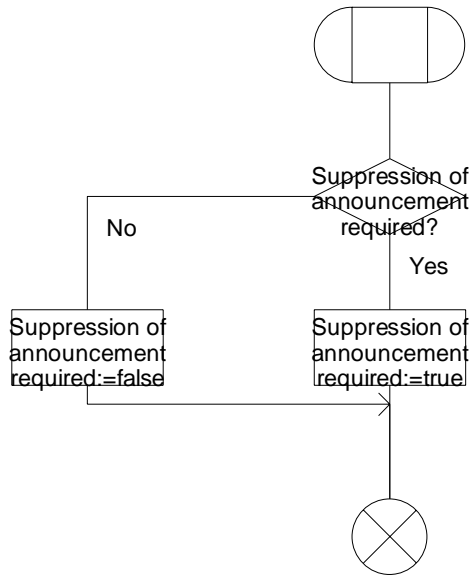 Suppression of
announcement
required?
No
Yes
Suppression of
announcement
required:=false
Suppression of
announcement
required:=true